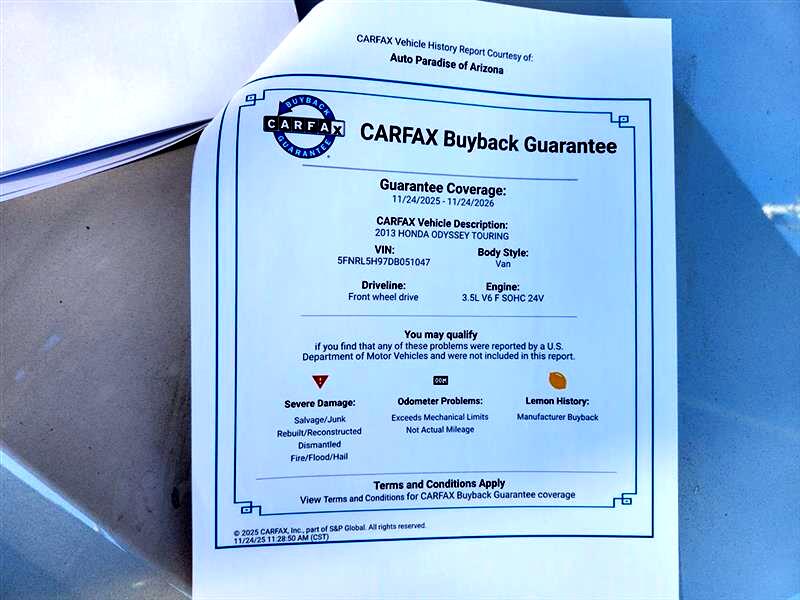 CARFAX Vehicle History Report Courtesy of:
Auto Paradise of Arizona
BUYBACK
CARFAX
GUARANTEE
CARFAX Buyback Guarantee
Guarantee Coverage:
11/24/2025 - 11/24/2026
CARFAX Vehicle Description:
2013 HONDA ODYSSEY TOURING
VIN:
5FNRL5H97DB051047
Body Style:
Van
Driveline:
Front wheel drive
Engine:
3.5L V6 F SOHC 24V
You may qualify
if you find that any of these problems were reported by a U.S.
Department of Motor Vehicles and were not included in this report.
Severe Damage:
Salvage/Junk
Rebuilt/Reconstructed
Dismantled
Fire/Flood/Hail
Odometer Problems:
Exceeds Mechanical Limits
Not Actual Mileage
Lemon History:
Manufacturer Buyback
Terms and Conditions Apply
View Terms and Conditions for CARFAX Buyback Guarantee coverage
© 2025 CARFAX, Inc., part of S&P Global. All rights reserved.
11/24/25 11:28:50 AM (CST)